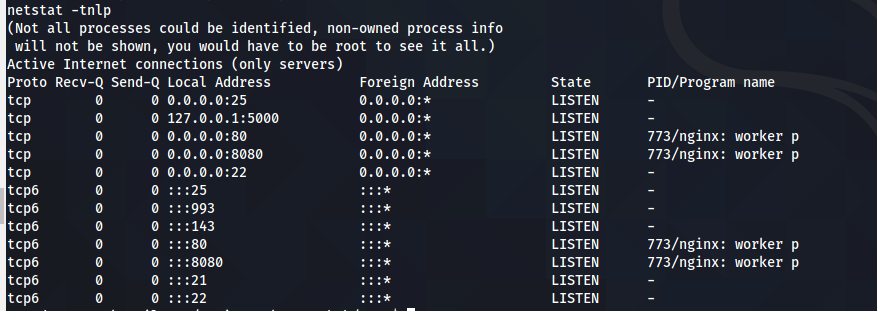 netstat -tnlp
(Not all processes could be identified, non-owned process info
 will not be shown, you would have to be root to see it all.)
Active Internet connections (only servers)
Proto Recv-Q Send-Q Local Address           Foreign Address         State       PID/Program name
tcp        0      0 0.0.0.0:25              0.0.0.0:*               LISTEN      -
tcp        0      0 127.0.0.1:5000          0.0.0.0:*               LISTEN      -
tcp        0      0 0.0.0.0:80              0.0.0.0:*               LISTEN      773/nginx: worker p
tcp        0      0 0.0.0.0:8080            0.0.0.0:*               LISTEN      773/nginx: worker p
tcp        0      0 0.0.0.0:22              0.0.0.0:*               LISTEN      -
tcp6       0      0 :::25                   :::*                    LISTEN      -
tcp6       0      0 :::993                  :::*                    LISTEN      -
tcp6       0      0 :::143                  :::*                    LISTEN      -
tcp6       0      0 :::80                   :::*                    LISTEN      773/nginx: worker p
tcp6       0      0 :::8080                 :::*                    LISTEN      773/nginx: worker p
tcp6       0      0 :::21                   :::*                    LISTEN      -
tcp6       0      0 :::22                   :::*                    LISTEN      -